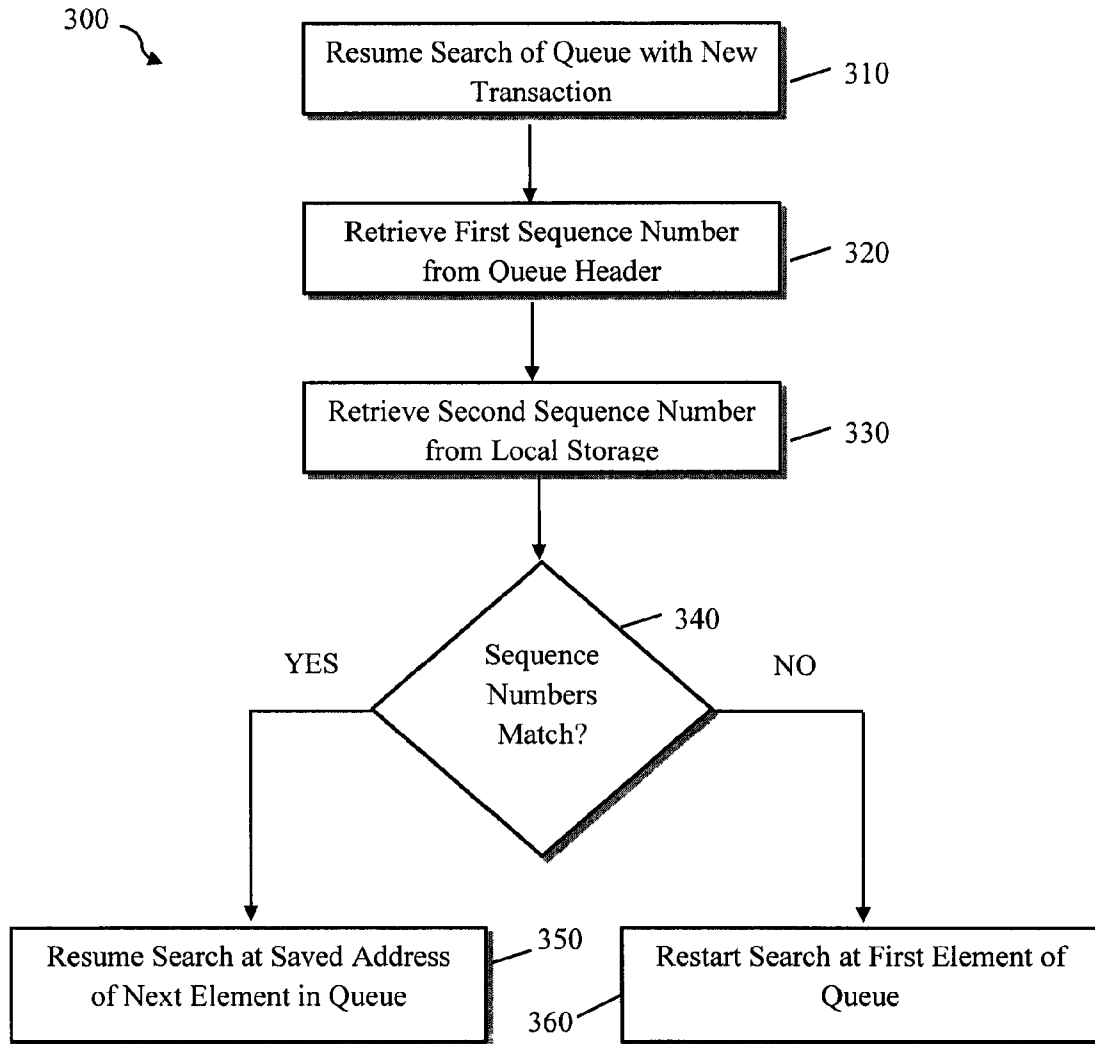 300
Resume Search of Queue with New
Transaction
310
Retrieve First Sequence Number
from Queue Header
320
Retrieve Second Sequence Number
from Local Storage
330
340
YES
Sequence
Numbers
Match?
NO
Resume Search at Saved Address
of Next Element in Queue
350
Restart Search at First Element of
Queue
360